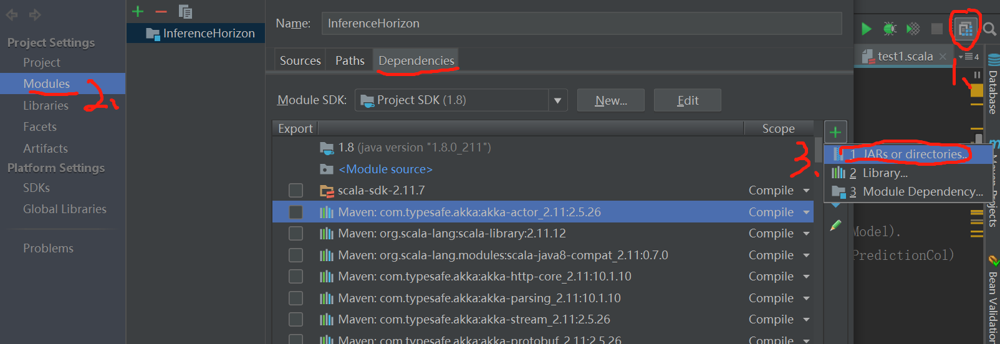 Project Settings
Project
Modules
Libraries
Facets
Artifacts
Platform Settings
SDKs
Global Libraries
Problems
2.
InferenceHorizon
Name: InferenceHorizon
Sources Paths Dependencies
Module SDK: Project SDK (1.8) New... Edit
Export Scope
1.8 (java version "1.8.0_211")
<Module source>
scala-sdk-2.11.7 Compile
Maven: com.typesafe.akka:akka-actor_2.11:2.5.26 Compile
Maven: org.scala-lang:scala-library:2.11.12 Compile
Maven: org.scala-lang.modules:scala-java8-compat_2.11:0.7.0 Compile
Maven: com.typesafe.akka:akka-http-core_2.11:10.1.10 Compile
Maven: com.typesafe.akka:akka-parsing_2.11:10.1.10 Compile
Maven: com.typesafe.akka:akka-stream_2.11:2.5.26 Compile
Maven: com.typesafe.akka:akka-protobuf_2.11:2.5.26 Compile
3.
1 JARs or directories...
2 Library...
3 Module Dependency...
test1.scala
4
1.
Model).
PredictionCol)
Database
Maven Projects
Bean Validation